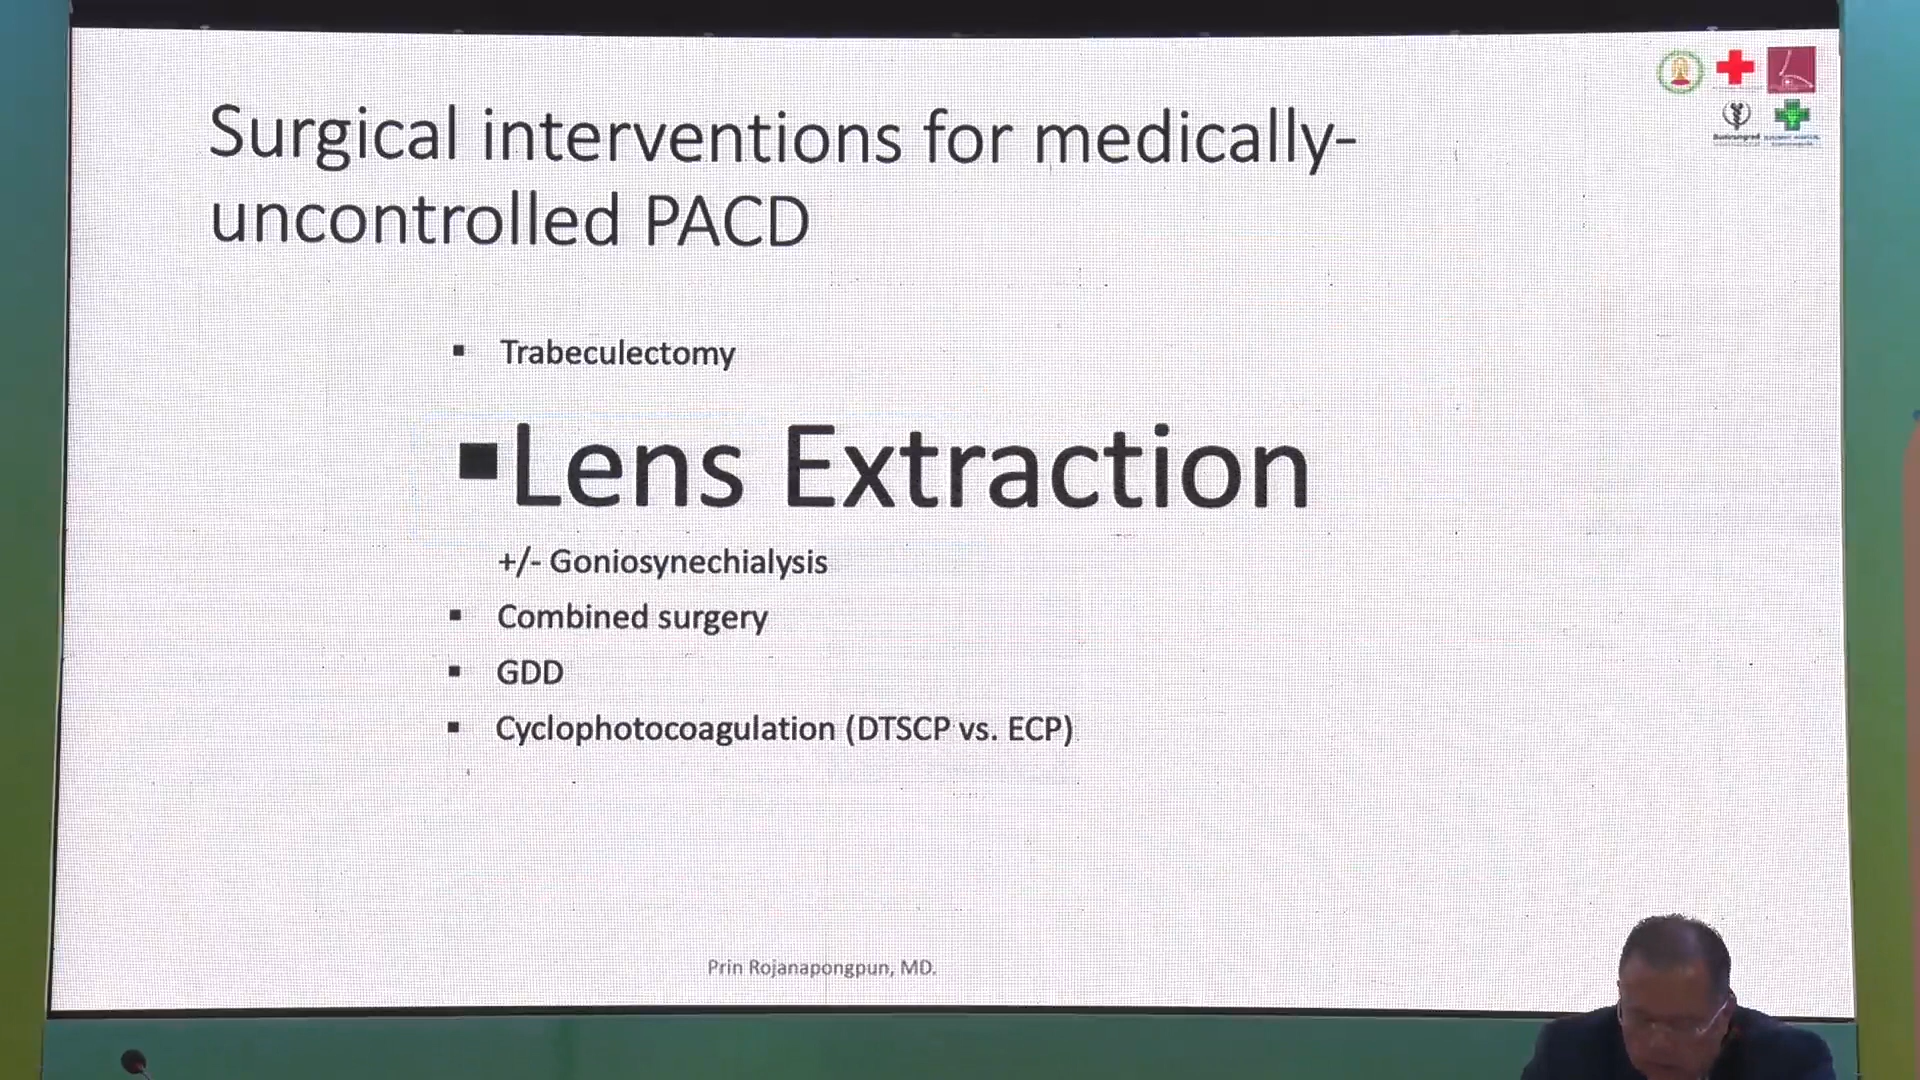 Surgical interventions for medically-
uncontrolled PACD
▪ Trabeculectomy
▪Lens Extraction
+/- Goniosynechialysis
▪ Combined surgery
▪ GDD
▪ Cyclophotocoagulation (DTSCP vs. ECP)
Prin Rojanapongpun, MD.